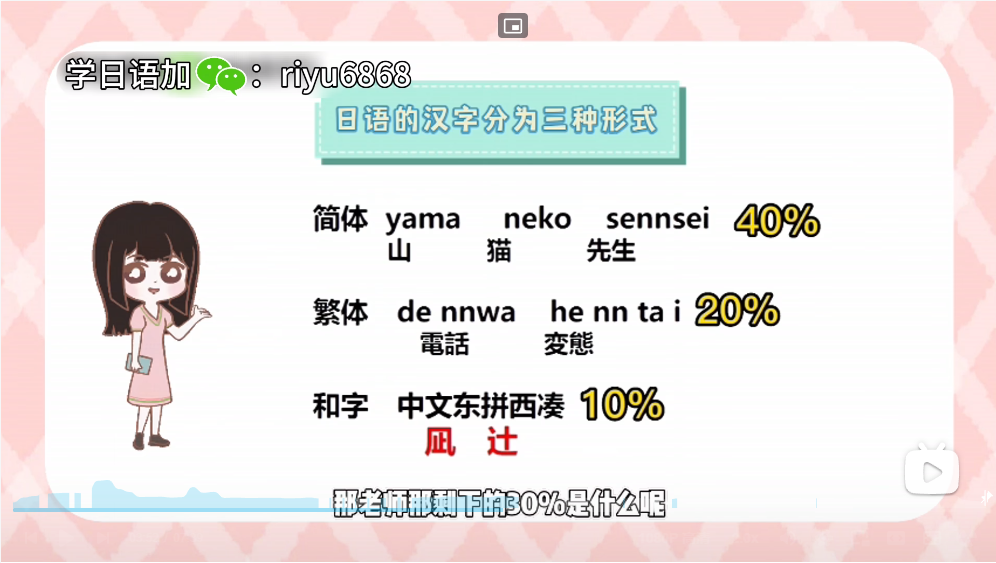 学日语加：riyu6868
日语的汉字分为三种形式
简体 yama neko sennsei 40%
山 猫 先生
繁体 de nnwa he nn ta i 20%
電話 変態
和字 中文东拼西凑 10%
凪 辻
那老师那剩下的30%是什么呢